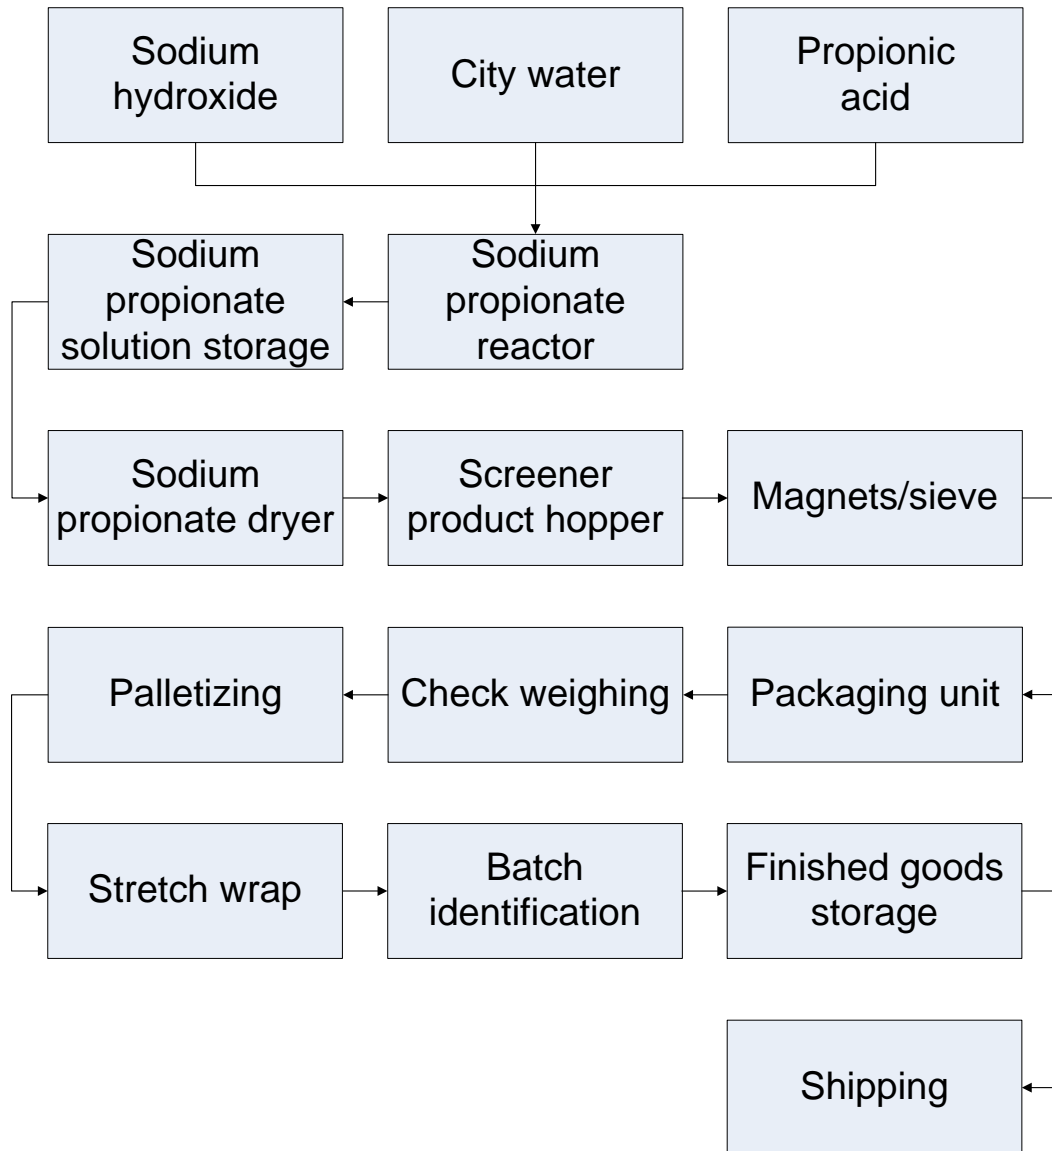 Sodium
hydroxide
City water
Propionic
acid
Sodium
propionate
solution storage
Sodium
propionate
reactor
Sodium
propionate dryer
Screener
product hopper
Magnets/sieve
Palletizing
Check weighing
Packaging unit
Stretch wrap
Batch
identification
Finished goods
storage
Shipping